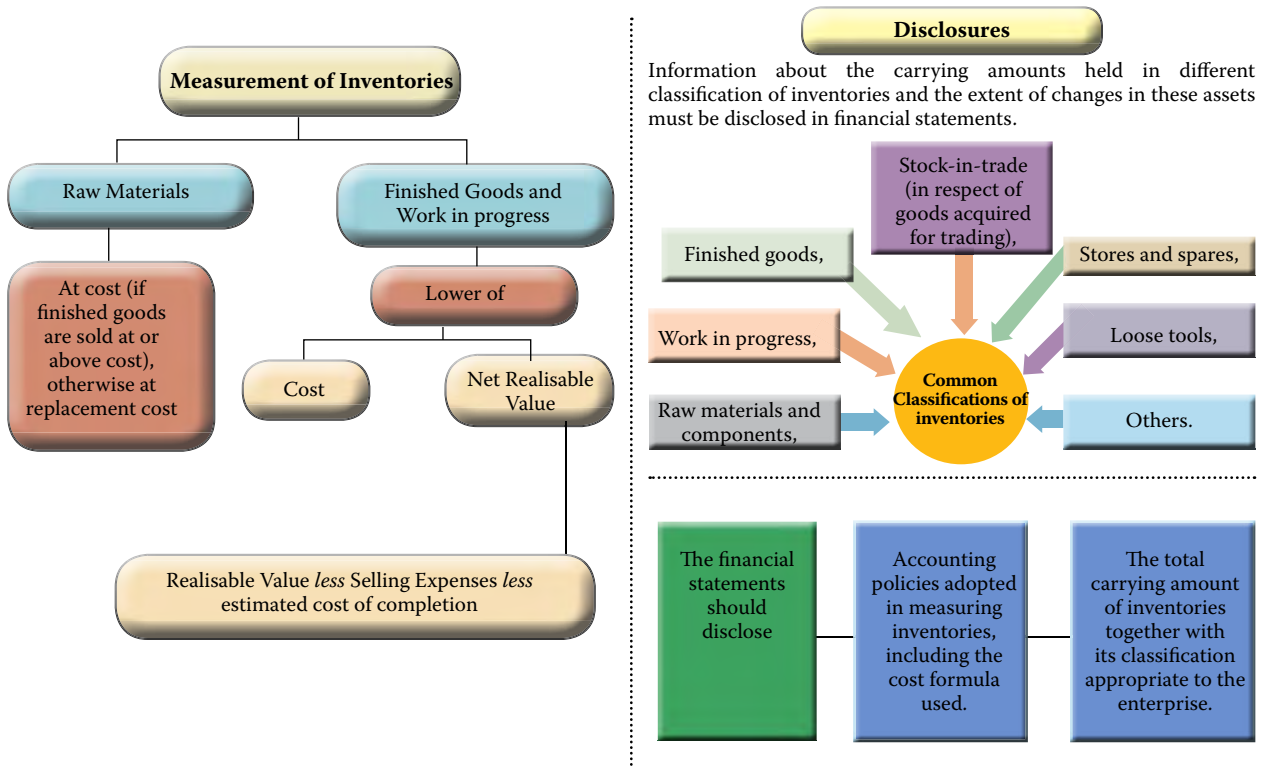 Measurement of Inventories
Raw Materials
Finished Goods and
Work in progress
At cost (if
finished goods
are sold at or
above cost),
otherwise at
replacement cost
Lower of
Cost
Net Realisable
Value
Realisable Value less Selling Expenses less
estimated cost of completion
Disclosures
Information about the carrying amounts held in different
classification of inventories and the extent of changes in these assets
must be disclosed in financial statements.
Stock-in-trade
(in respect of
goods acquired
for trading),
Finished goods,
Stores and spares,
Work in progress,
Loose tools,
Raw materials and
components,
Others.
Common
Classifications of
inventories
The financial
statements
should
disclose
Accounting
policies adopted
in measuring
inventories,
including the
cost formula
used.
The total
carrying amount
of inventories
together with
its classification
appropriate to the
enterprise.